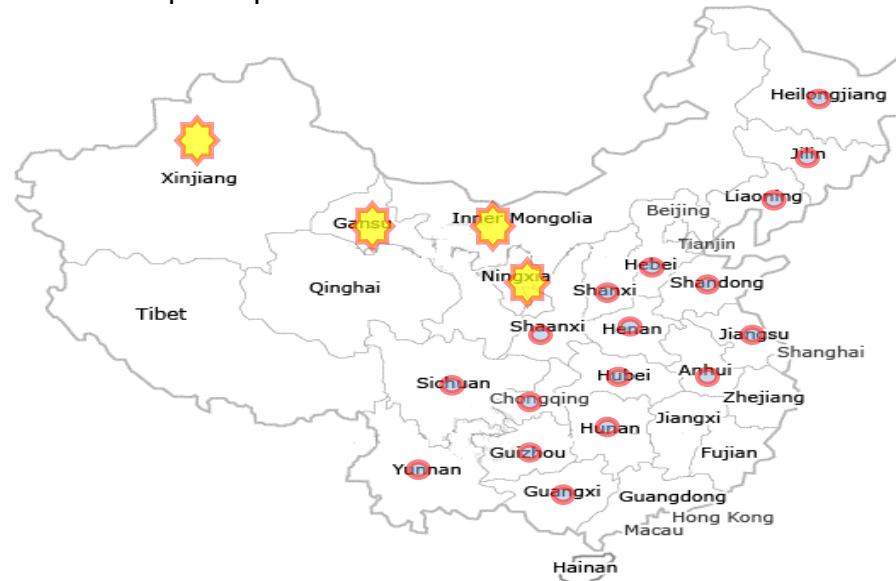 Heilongjiang
Jilin
Liaoning
Xinjiang
Gansu
Inner Mongolia
Beijing
Tianjin
Hebei
Ningxia
Qinghai
Shanxi
Shandong
Tibet
Shaanxi
Henan
Jiangsu
Shanghai
Sichuan
Hubei
Anhui
Chongqing
Zhejiang
Jiangxi
Hunan
Guizhou
Fujian
Yunnan
Guangxi
Guangdong
Hong Kong
Macau
Hainan